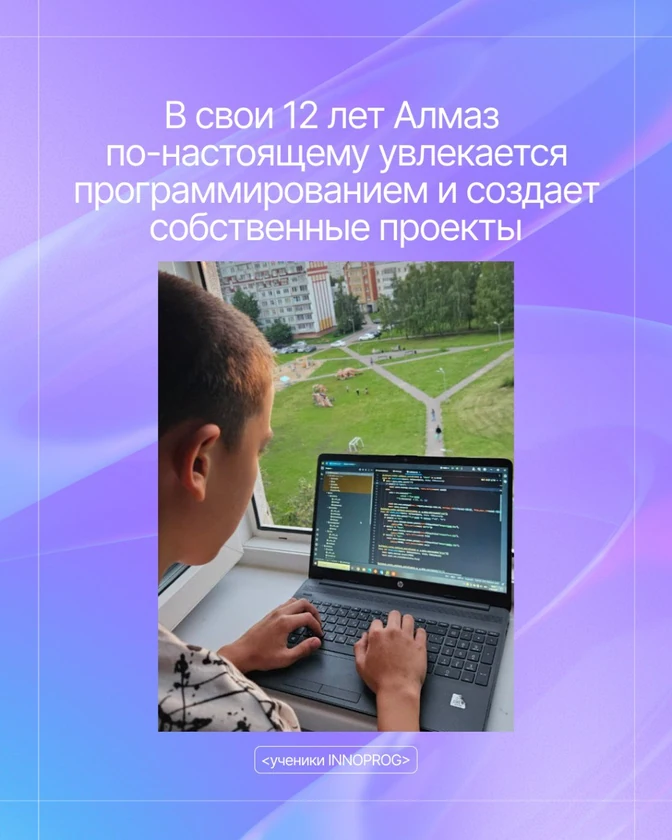 В свои 12 лет Алмаз
по-настоящему увлекается
программированием и создает
собственные проекты
<ученики INNOPROG>